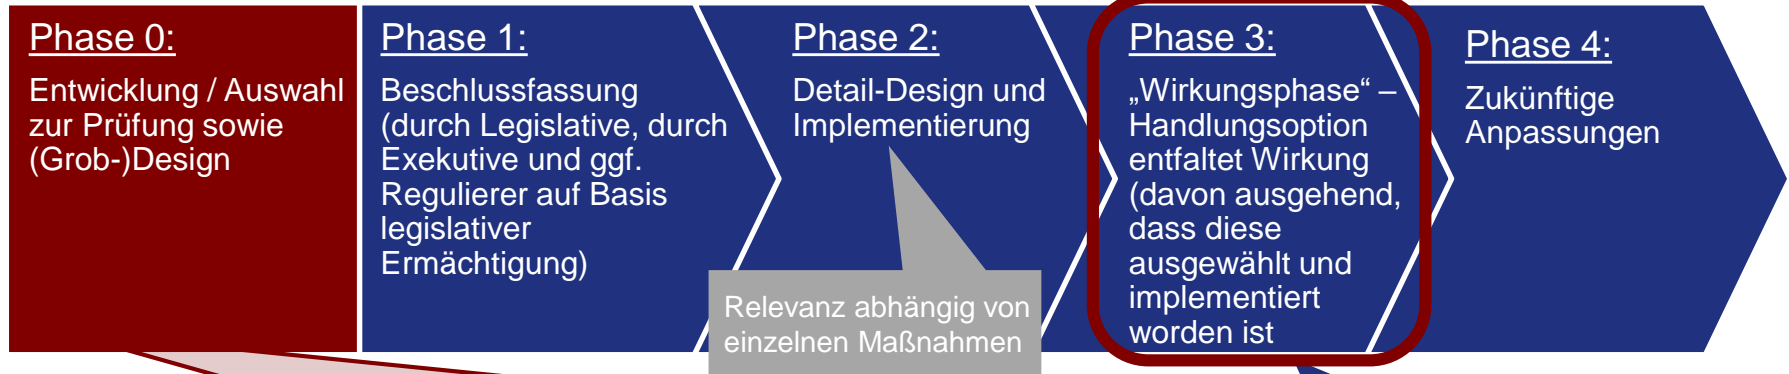 Phase 0:
Entwicklung / Auswahl
zur Prüfung sowie
(Grob-)Design
Phase 1:
Beschlussfassung
(durch Legislative, durch
Exekutive und ggf.
Regulierer auf Basis
legislativer
Ermächtigung)
Phase 2:
Detail-Design und
Implementierung
Relevanz abhängig von
einzelnen Maßnahmen
Phase 3:
„Wirkungsphase“ –
Handlungsoption
entfaltet Wirkung
(davon ausgehend,
dass diese
ausgewählt und
implementiert
worden ist
Phase 4:
Zukünftige
Anpassungen